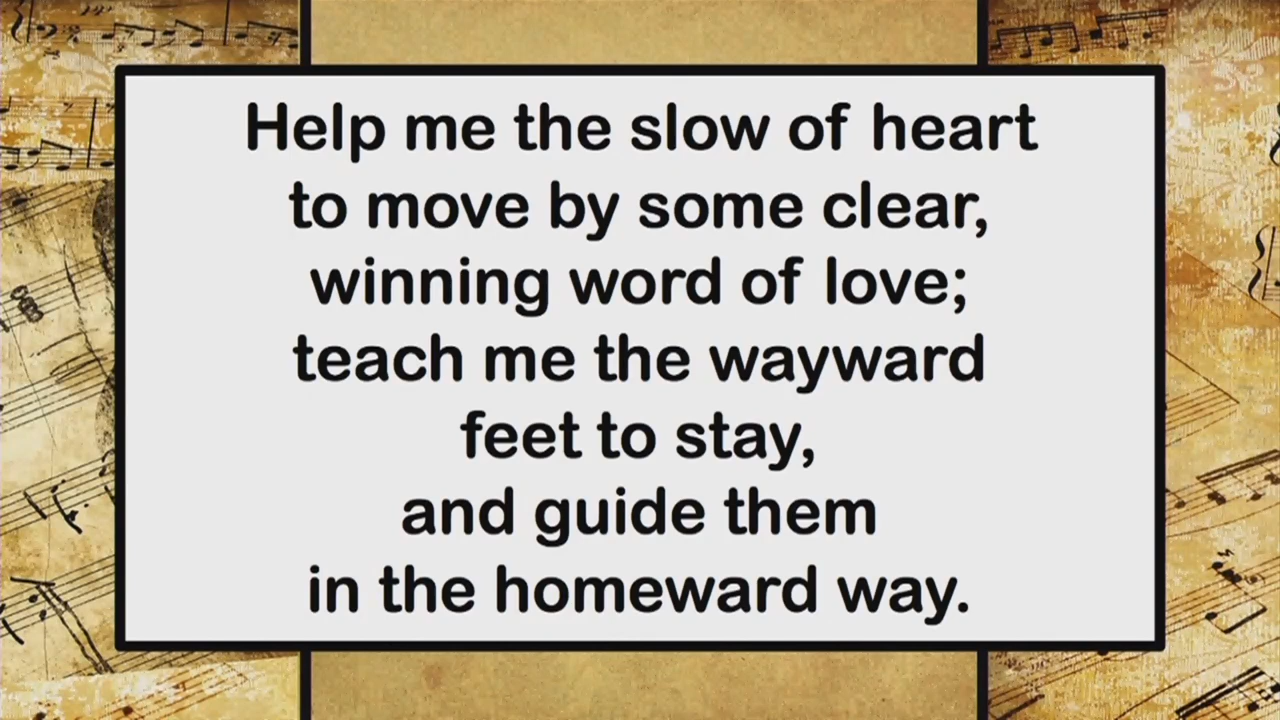 Help me the slow of heart
to move by some clear,
winning word of love;
teach me the wayward
feet to stay,
and guide them
in the homeward way.